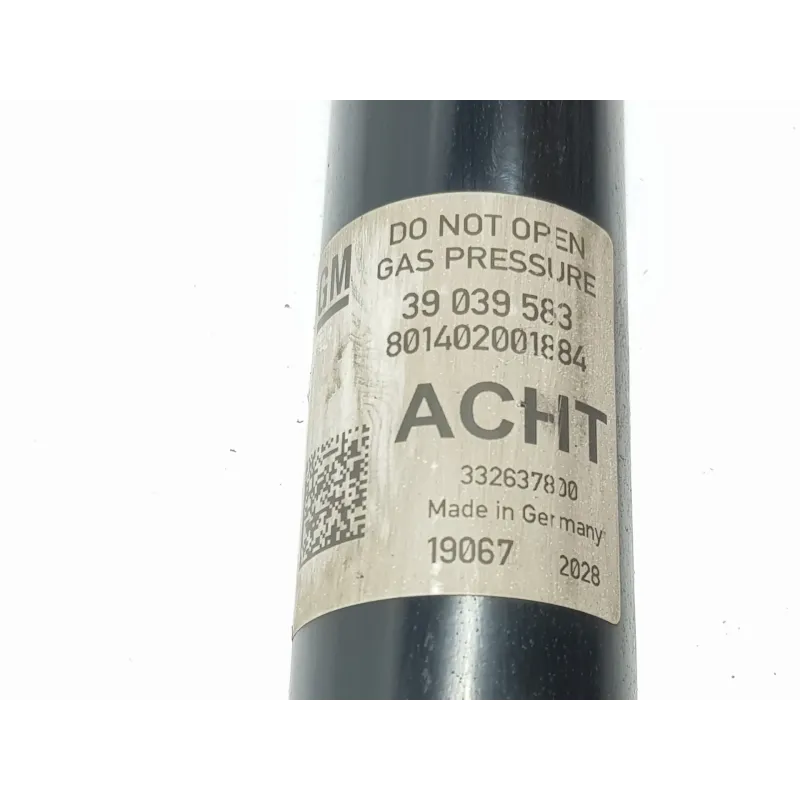 DO NOT OPEN
GAS PRESSURE
GM
39 039 583
801402001884
ACHT
332637800
Made in Germany
19067 2028